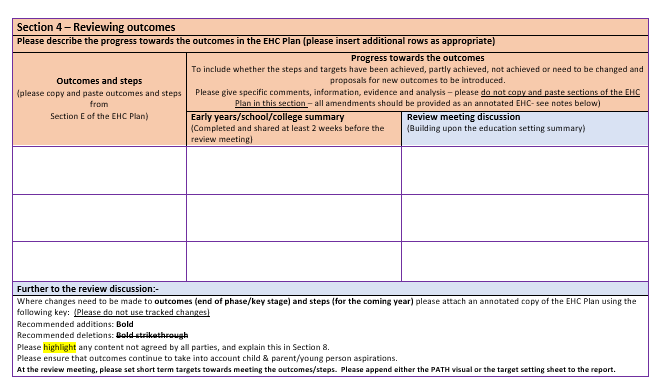 Section 4 – Reviewing outcomes
Please describe the progress towards the outcomes in the EHC Plan (please insert additional rows as appropriate)
Outcomes and steps
(please copy and paste outcomes and steps
from
Section E of the EHC Plan)
Progress towards the outcomes
To include whether the steps and targets have been achieved, partly achieved, not achieved or need to be changed and
proposals for new outcomes to be introduced.
Please give specific comments, information, evidence and analysis – please do not copy and paste sections of the EHC
Plan in this section – all amendments should be provided as an annotated EHC- see notes below)
Early years/school/college summary
(Completed and shared at least 2 weeks before the
review meeting)
Review meeting discussion
(Building upon the education setting summary)
Further to the review discussion:-
Where changes need to be made to outcomes (end of phase/key stage) and steps (for the coming year) please attach an annotated copy of the EHC Plan using the
following key: (Please do not use tracked changes)
Recommended additions: Bold
Recommended deletions: Bold strikethrough
Please highlight any content not agreed by all parties, and explain this in Section 8.
Please ensure that outcomes continue to take into account child & parent/young person aspirations.
At the review meeting, please set short term targets towards meeting the outcomes/steps. Please append either the PATH visual or the target setting sheet to the report.